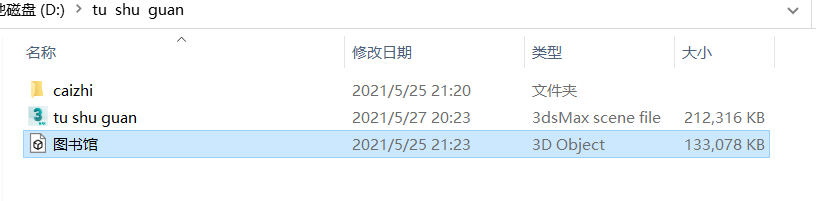 磁盘 (D:) > tu shu guan
名称 修改日期 类型 大小
caizhi 2021/5/25 21:20 文件夹
tu shu guan 2021/5/27 20:23 3dsMax scene file 212,316 KB
图书馆 2021/5/25 21:23 3D Object 133,078 KB